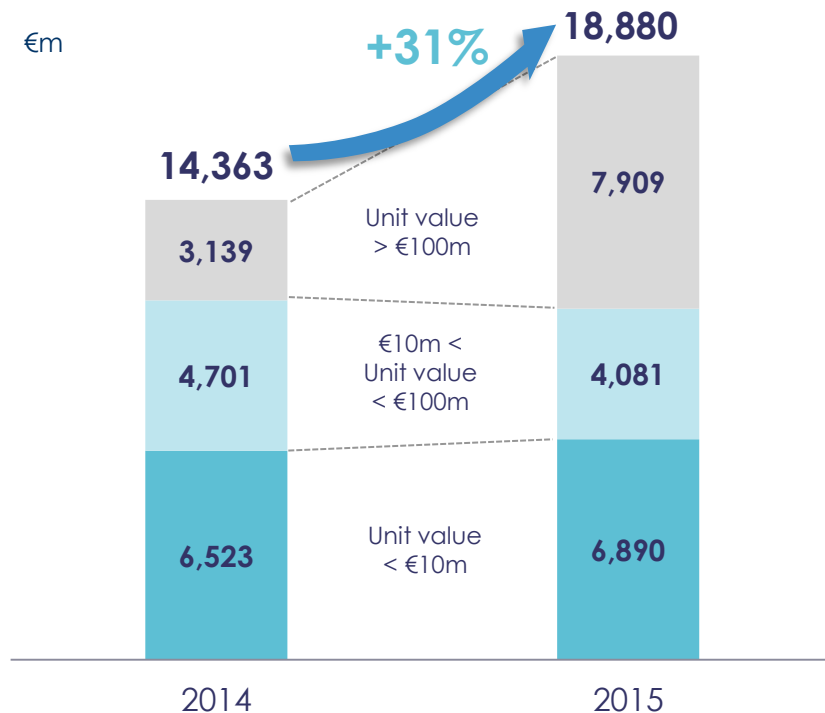 €m
+31%
18,880
14,363
7,909
Unit value
> €100m
3,139
€10m <
Unit value
< €100m
4,701
4,081
Unit value
< €10m
6,523
6,890
2014
2015